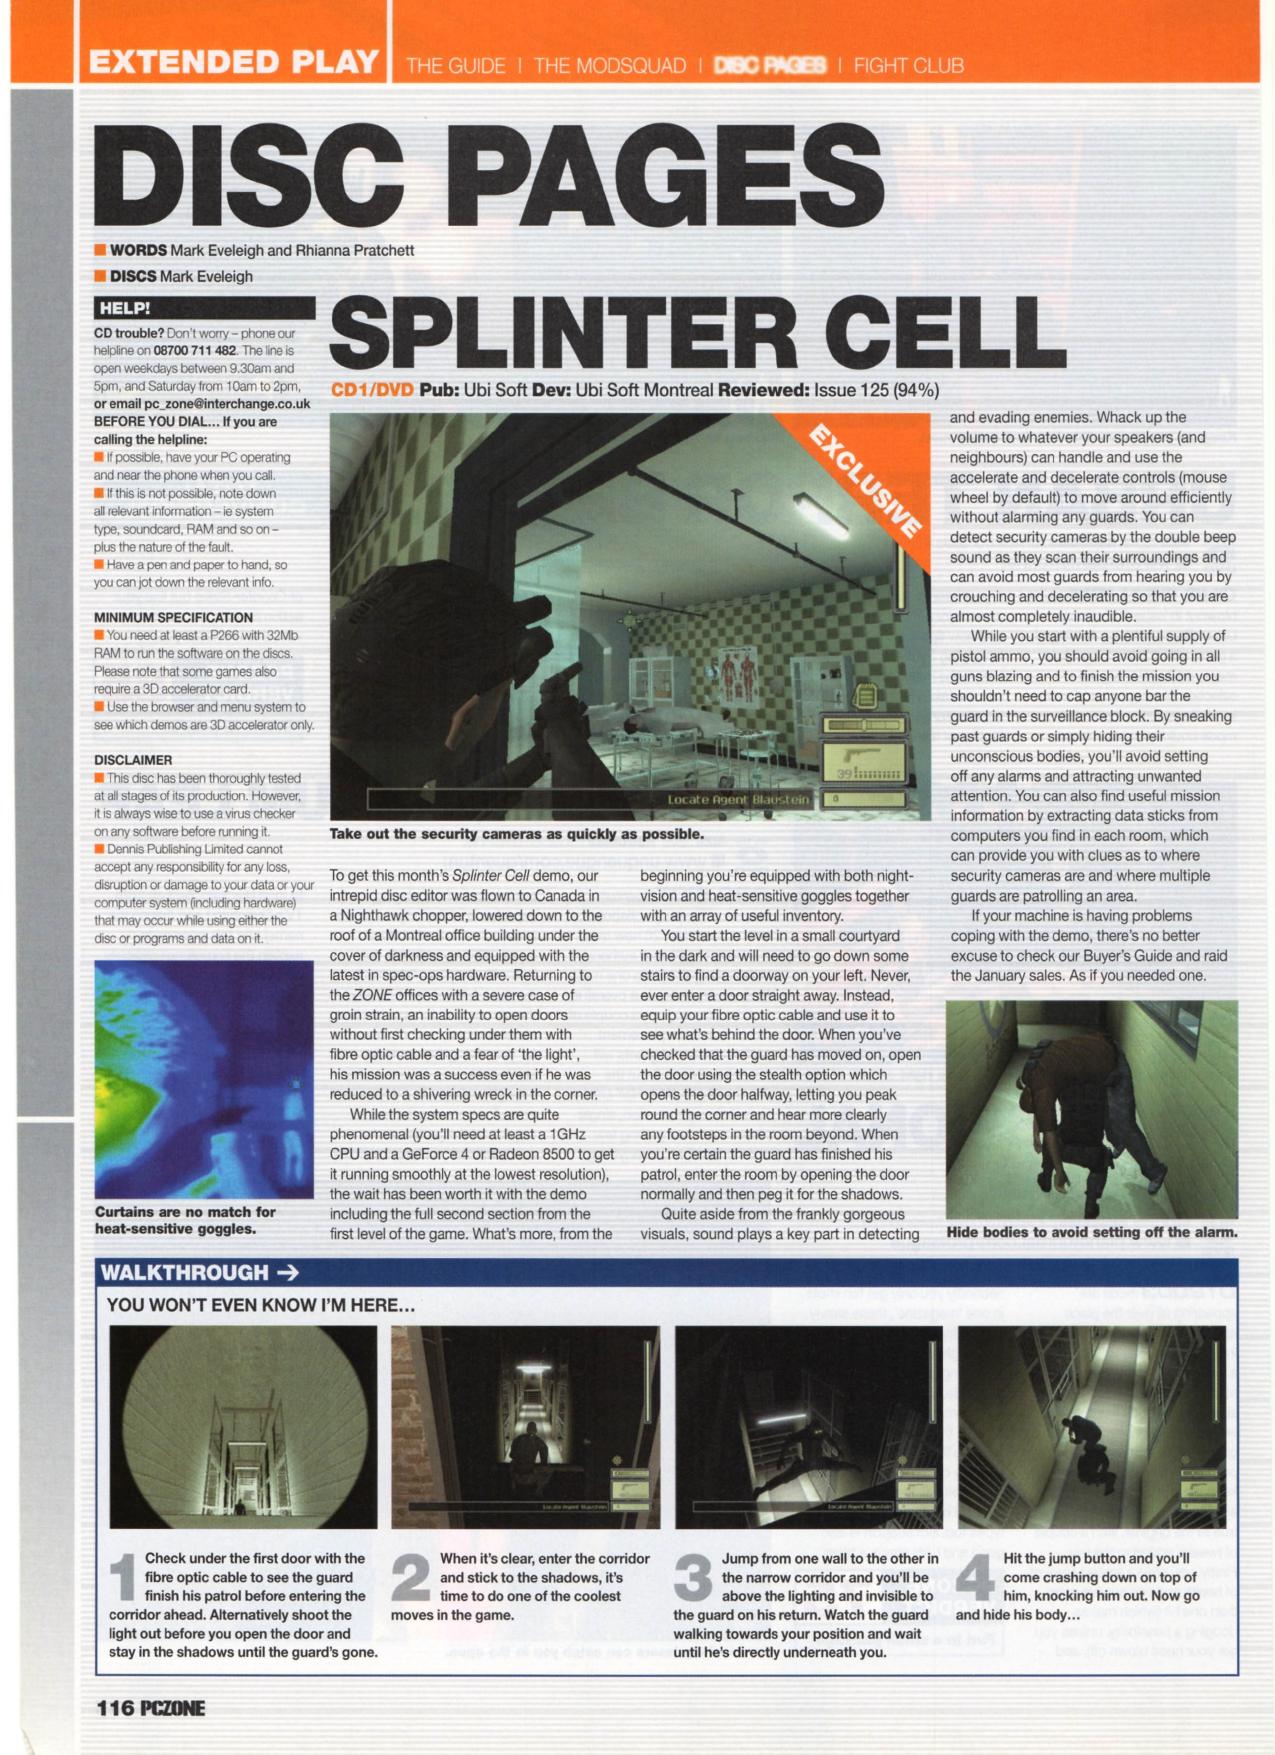 EXTENDED PLAY
THE GUIDE | THE MODSQUAD | DISC PAGES | FIGHT CLUB
DISC PAGES
WORDS Mark Eveleigh and Rhianna Pratchett
DISCS Mark Eveleigh
HELP!
CD trouble? Don't worry – phone our
helpline on 08700 711 482. The line is
open weekdays between 9.30am and
5pm, and Saturday from 10am to 2pm,
or email pc_zone@interchange.co.uk
BEFORE YOU DIAL... If you are
calling the helpline:
If possible, have your PC operating
and near the phone when you call.
If this is not possible, note down
all relevant information – ie system
type, soundcard, RAM and so on –
plus the nature of the fault.
Have a pen and paper to hand, so
you can jot down the relevant info.
MINIMUM SPECIFICATION
You need at least a P266 with 32Mb
RAM to run the software on the discs.
Please note that some games also
require a 3D accelerator card.
Use the browser and menu system to
see which demos are 3D accelerator only.
DISCLAIMER
This disc has been thoroughly tested
at all stages of its production. However,
it is always wise to use a virus checker
on any software before running it.
Dennis Publishing Limited cannot
accept any responsibility for any loss,
disruption or damage to your data or your
computer system (including hardware)
that may occur while using either the
disc or programs and data on it.
Curtains are no match for
heat-sensitive goggles.
SPLINTER CELL
CD1/DVD Pub: Ubi Soft Dev: Ubi Soft Montreal Reviewed: Issue 125 (94%)
EXCLUSIVE
39
Locate Agent Blaustein
0
Take out the security cameras as quickly as possible.
To get this month's Splinter Cell demo, our
intrepid disc editor was flown to Canada in
a Nighthawk chopper, lowered down to the
roof of a Montreal office building under the
cover of darkness and equipped with the
latest in spec-ops hardware. Returning to
the ZONE offices with a severe case of
groin strain, an inability to open doors
without first checking under them with
fibre optic cable and a fear of 'the light',
his mission was a success even if he was
reduced to a shivering wreck in the corner.
While the system specs are quite
phenomenal (you'll need at least a 1GHz
CPU and a GeForce 4 or Radeon 8500 to get
it running smoothly at the lowest resolution),
the wait has been worth it with the demo
including the full second section from the
first level of the game. What's more, from the
beginning you're equipped with both night-
vision and heat-sensitive goggles together
with an array of useful inventory.
You start the level in a small courtyard
in the dark and will need to go down some
stairs to find a doorway on your left. Never,
ever enter a door straight away. Instead,
equip your fibre optic cable and use it to
see what's behind the door. When you've
checked that the guard has moved on, open
the door using the stealth option which
opens the door halfway, letting you peak
round the corner and hear more clearly
any footsteps in the room beyond. When
you're certain the guard has finished his
patrol, enter the room by opening the door
normally and then peg it for the shadows.
Quite aside from the frankly gorgeous
visuals, sound plays a key part in detecting
and evading enemies. Whack up the
volume to whatever your speakers (and
neighbours) can handle and use the
accelerate and decelerate controls (mouse
wheel by default) to move around efficiently
without alarming any guards. You can
detect security cameras by the double beep
sound as they scan their surroundings and
can avoid most guards from hearing you by
crouching and decelerating so that you are
almost completely inaudible.
While you start with a plentiful supply of
pistol ammo, you should avoid going in all
guns blazing and to finish the mission you
shouldn't need to cap anyone bar the
guard in the surveillance block. By sneaking
past guards or simply hiding their
unconscious bodies, you'll avoid setting
off any alarms and attracting unwanted
attention. You can also find useful mission
information by extracting data sticks from
computers you find in each room, which
can provide you with clues as to where
security cameras are and where multiple
guards are patrolling an area.
If your machine is having problems
coping with the demo, there's no better
excuse to check our Buyer's Guide and raid
the January sales. As if you needed one.
Hide bodies to avoid setting off the alarm.
WALKTHROUGH →
YOU WON'T EVEN KNOW I'M HERE...
Locate Agent Blaustein
Locate Agent Blaustein
1 Check under the first door with the
fibre optic cable to see the guard
finish his patrol before entering the
corridor ahead. Alternatively shoot the
light out before you open the door and
stay in the shadows until the guard's gone.
2 When it's clear, enter the corridor
and stick to the shadows, it's
time to do one of the coolest
moves in the game.
3 Jump from one wall to the other in
the narrow corridor and you'll be
above the lighting and invisible to
the guard on his return. Watch the guard
walking towards your position and wait
until he's directly underneath you.
4 Hit the jump button and you'll
come crashing down on top of
him, knocking him out. Now go
and hide his body...
116 PCZONE